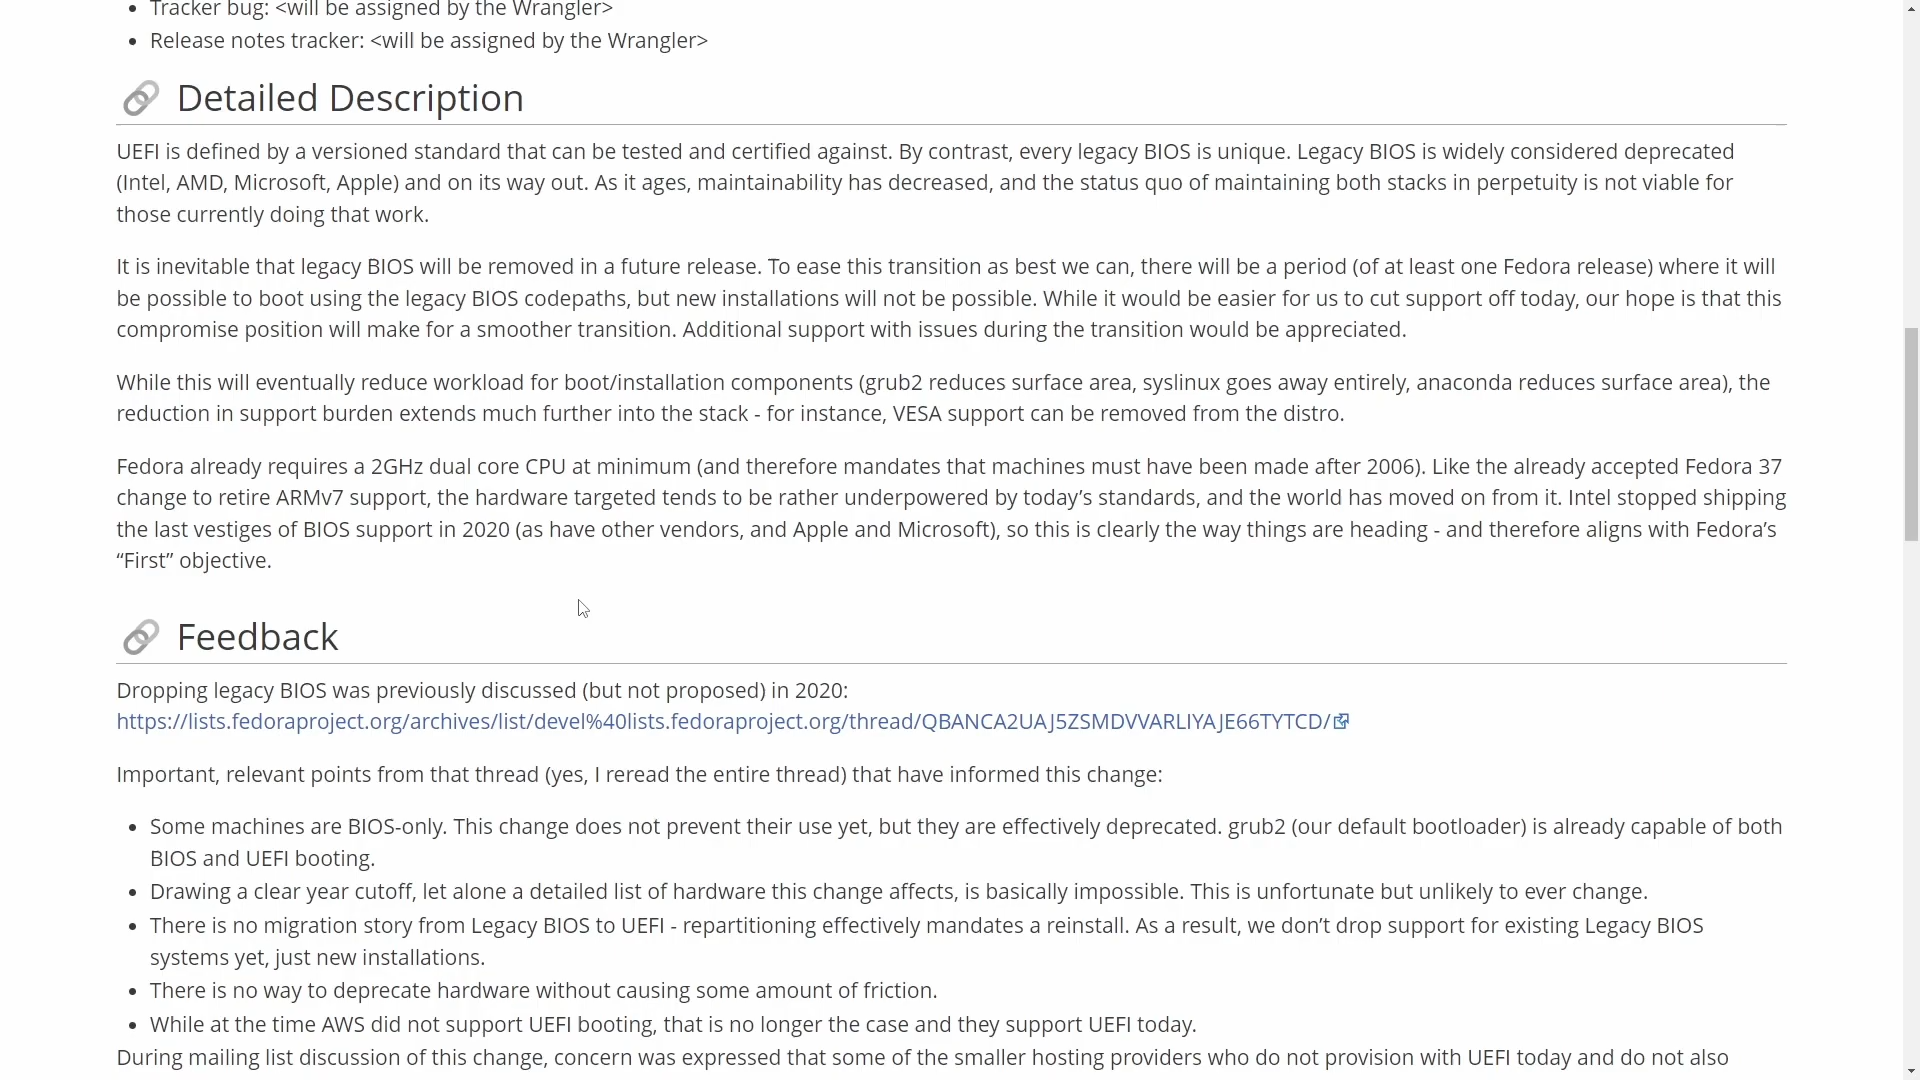 Tracker bug: <will be assigned by the Wrangler>
Release notes tracker: <will be assigned by the Wrangler>
Detailed Description
UEFI is defined by a versioned standard that can be tested and certified against. By contrast, every legacy BIOS is unique. Legacy BIOS is widely considered deprecated
(Intel, AMD, Microsoft, Apple) and on its way out. As it ages, maintainability has decreased, and the status quo of maintaining both stacks in perpetuity is not viable for
those currently doing that work.
It is inevitable that legacy BIOS will be removed in a future release. To ease this transition as best we can, there will be a period (of at least one Fedora release) where it will
be possible to boot using the legacy BIOS codepaths, but new installations will not be possible. While it would be easier for us to cut support off today, our hope is that this
compromise position will make for a smoother transition. Additional support with issues during the transition would be appreciated.
While this will eventually reduce workload for boot/installation components (grub2 reduces surface area, syslinux goes away entirely, anaconda reduces surface area), the
reduction in support burden extends much further into the stack - for instance, VESA support can be removed from the distro.
Fedora already requires a 2GHz dual core CPU at minimum (and therefore mandates that machines must have been made after 2006). Like the already accepted Fedora 37
change to retire ARMv7 support, the hardware targeted tends to be rather underpowered by today’s standards, and the world has moved on from it. Intel stopped shipping
the last vestiges of BIOS support in 2020 (as have other vendors, and Apple and Microsoft), so this is clearly the way things are heading - and therefore aligns with Fedora’s
“First” objective.
Feedback
Dropping legacy BIOS was previously discussed (but not proposed) in 2020:
https://lists.fedoraproject.org/archives/list/devel%40lists.fedoraproject.org/thread/QBANCA2UAJ5ZSMDVVARLIYAJE66TYTCD/
Important, relevant points from that thread (yes, I reread the entire thread) that have informed this change:
Some machines are BIOS-only. This change does not prevent their use yet, but they are effectively deprecated. grub2 (our default bootloader) is already capable of both
BIOS and UEFI booting.
Drawing a clear year cutoff, let alone a detailed list of hardware this change affects, is basically impossible. This is unfortunate but unlikely to ever change.
There is no migration story from Legacy BIOS to UEFI - repartitioning effectively mandates a reinstall. As a result, we don’t drop support for existing Legacy BIOS
systems yet, just new installations.
There is no way to deprecate hardware without causing some amount of friction.
While at the time AWS did not support UEFI booting, that is no longer the case and they support UEFI today.
During mailing list discussion of this change, concern was expressed that some of the smaller hosting providers who do not provision with UEFI today and do not also